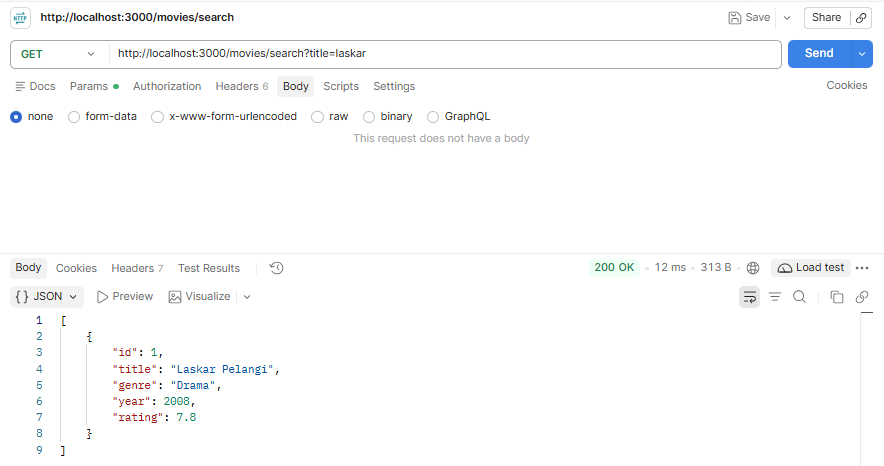 HTTP http://localhost:3000/movies/search Save Share
GET http://localhost:3000/movies/search?title=laskar Send
Docs Params Authorization Headers 6 Body Scripts Settings Cookies
none form-data x-www-form-urlencoded raw binary GraphQL
This request does not have a body
Body Cookies Headers 7 Test Results 200 OK 12 ms 313 B Load test
{} JSON Preview Visualize
1 [
2 {
3 "id": 1,
4 "title": "Laskar Pelangi",
5 "genre": "Drama",
6 "year": 2008,
7 "rating": 7.8
8 }
9 ]